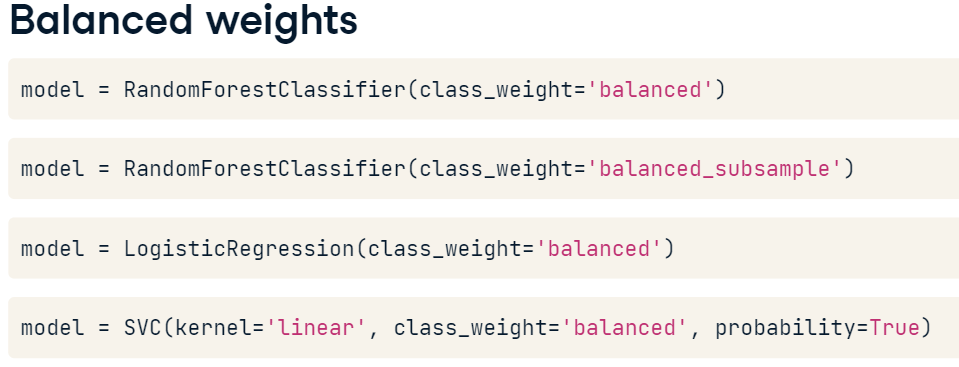 Balanced weights
model = RandomForestClassifier(class_weight='balanced')
model = RandomForestClassifier(class_weight='balanced_subsample')
model = LogisticRegression(class_weight='balanced')
model = SVC(kernel='linear', class_weight='balanced', probability=True)